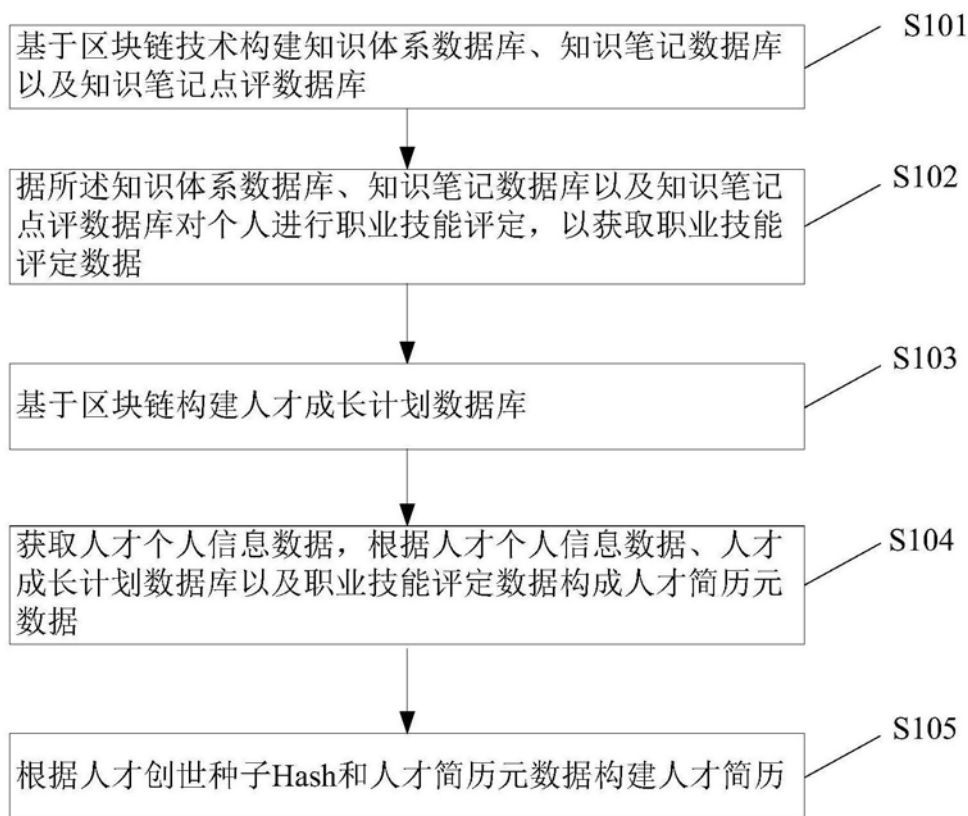 S101
基于区块链技术构建知识体系数据库、知识笔记数据库
以及知识笔记点评数据库
S102
据所述知识体系数据库、知识笔记数据库以及知识笔记
点评数据库对个人进行职业技能评定，以获取职业技能
评定数据
S103
基于区块链构建人才成长计划数据库
S104
获取人才个人信息数据，根据人才个人信息数据、人才
成长计划数据库以及职业技能评定数据构成人才简历元
数据
S105
根据人才创世种子Hash和人才简历元数据构建人才简历